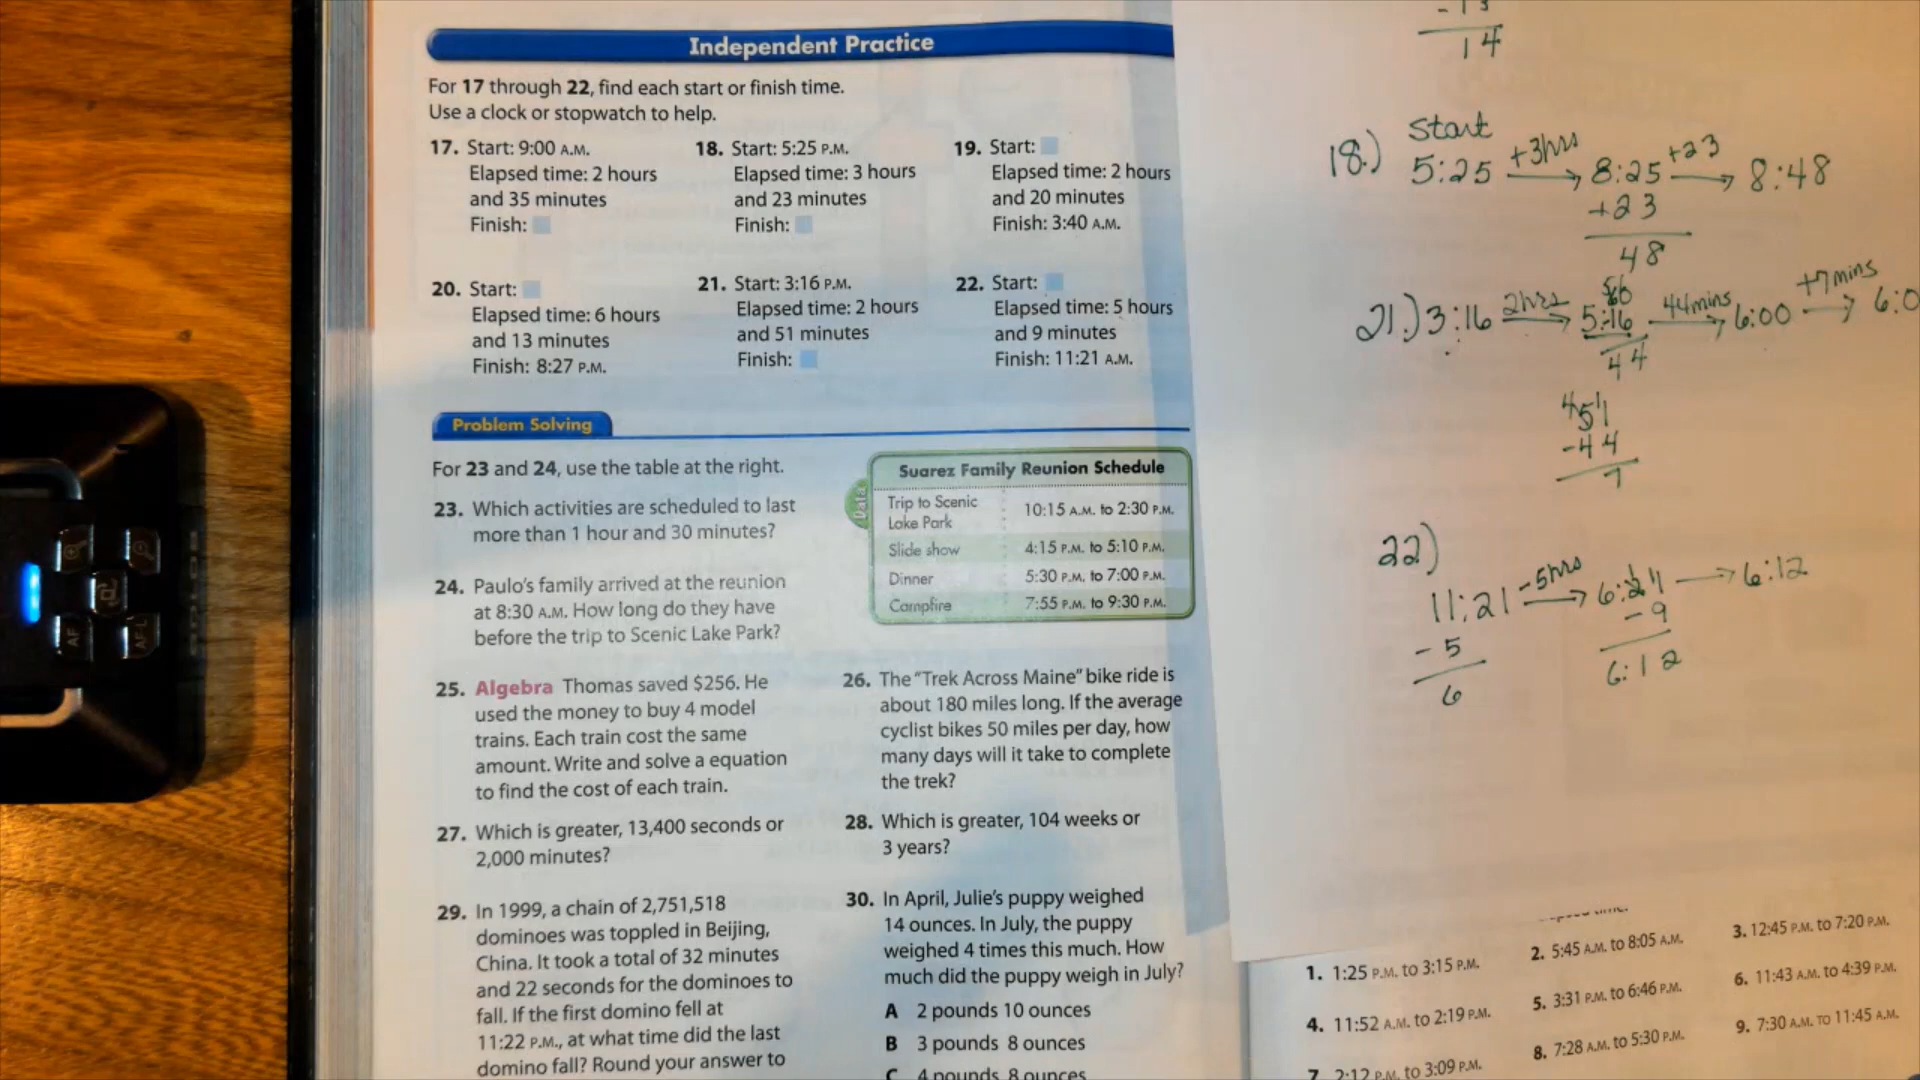 Independent Practice
For 17 through 22, find each start or finish time.
Use a clock or stopwatch to help.
17. Start: 9:00 A.M.
Elapsed time: 2 hours
and 35 minutes
Finish:
18. Start: 5:25 P.M.
Elapsed time: 3 hours
and 23 minutes
Finish:
19. Start:
Elapsed time: 2 hours
and 20 minutes
Finish: 3:40 A.M.
20. Start:
Elapsed time: 6 hours
and 13 minutes
Finish: 8:27 P.M.
21. Start: 3:16 P.M.
Elapsed time: 2 hours
and 51 minutes
Finish:
22. Start:
Elapsed time: 5 hours
and 9 minutes
Finish: 11:21 A.M.
Problem Solving
For 23 and 24, use the table at the right.
23. Which activities are scheduled to last
more than 1 hour and 30 minutes?
24. Paulo's family arrived at the reunion
at 8:30 A.M. How long do they have
before the trip to Scenic Lake Park?
Data
Suarez Family Reunion Schedule
Trip to Scenic
Lake Park
10:15 A.M. to 2:30 P.M.
Slide show 4:15 P.M. to 5:10 P.M.
Dinner 5:30 P.M. to 7:00 P.M.
Campfire 7:55 P.M. to 9:30 P.M.
25. Algebra Thomas saved $256. He
used the money to buy 4 model
trains. Each train cost the same
amount. Write and solve a equation
to find the cost of each train.
26. The "Trek Across Maine" bike ride is
about 180 miles long. If the average
cyclist bikes 50 miles per day, how
many days will it take to complete
the trek?
27. Which is greater, 13,400 seconds or
2,000 minutes?
28. Which is greater, 104 weeks or
3 years?
29. In 1999, a chain of 2,751,518
dominoes was toppled in Beijing,
China. It took a total of 32 minutes
and 22 seconds for the dominoes to
fall. If the first domino fell at
11:22 P.M., at what time did the last
domino fall? Round your answer to
30. In April, Julie's puppy weighed
14 ounces. In July, the puppy
weighed 4 times this much. How
much did the puppy weigh in July?
A 2 pounds 10 ounces
B 3 pounds 8 ounces
C 4 pounds 8 ounces
14
18.) Start
5:25 +3hrs 8:25 +23 8:48
+23
48
21.) 3:16 2hrs 5:16 44mins 6:00 +7mins 6:0
44
51
-44
7
22)
11:21 -5hrs 6:21 6:12
- 5
6
- 9
6:12
1. 1:25 P.M. to 3:15 P.M.
2. 5:45 A.M. to 8:05 A.M.
3. 12:45 P.M. to 7:20 P.M.
4. 11:52 A.M. to 2:19 P.M.
5. 3:31 P.M. to 6:46 P.M.
6. 11:43 A.M. to 4:39 P.M.
7 2:12 P.M. to 3:09 P.M.
8. 7:28 A.M. to 5:30 P.M.
9. 7:30 A.M. TO 11:45 A.M.
AF
AF-L